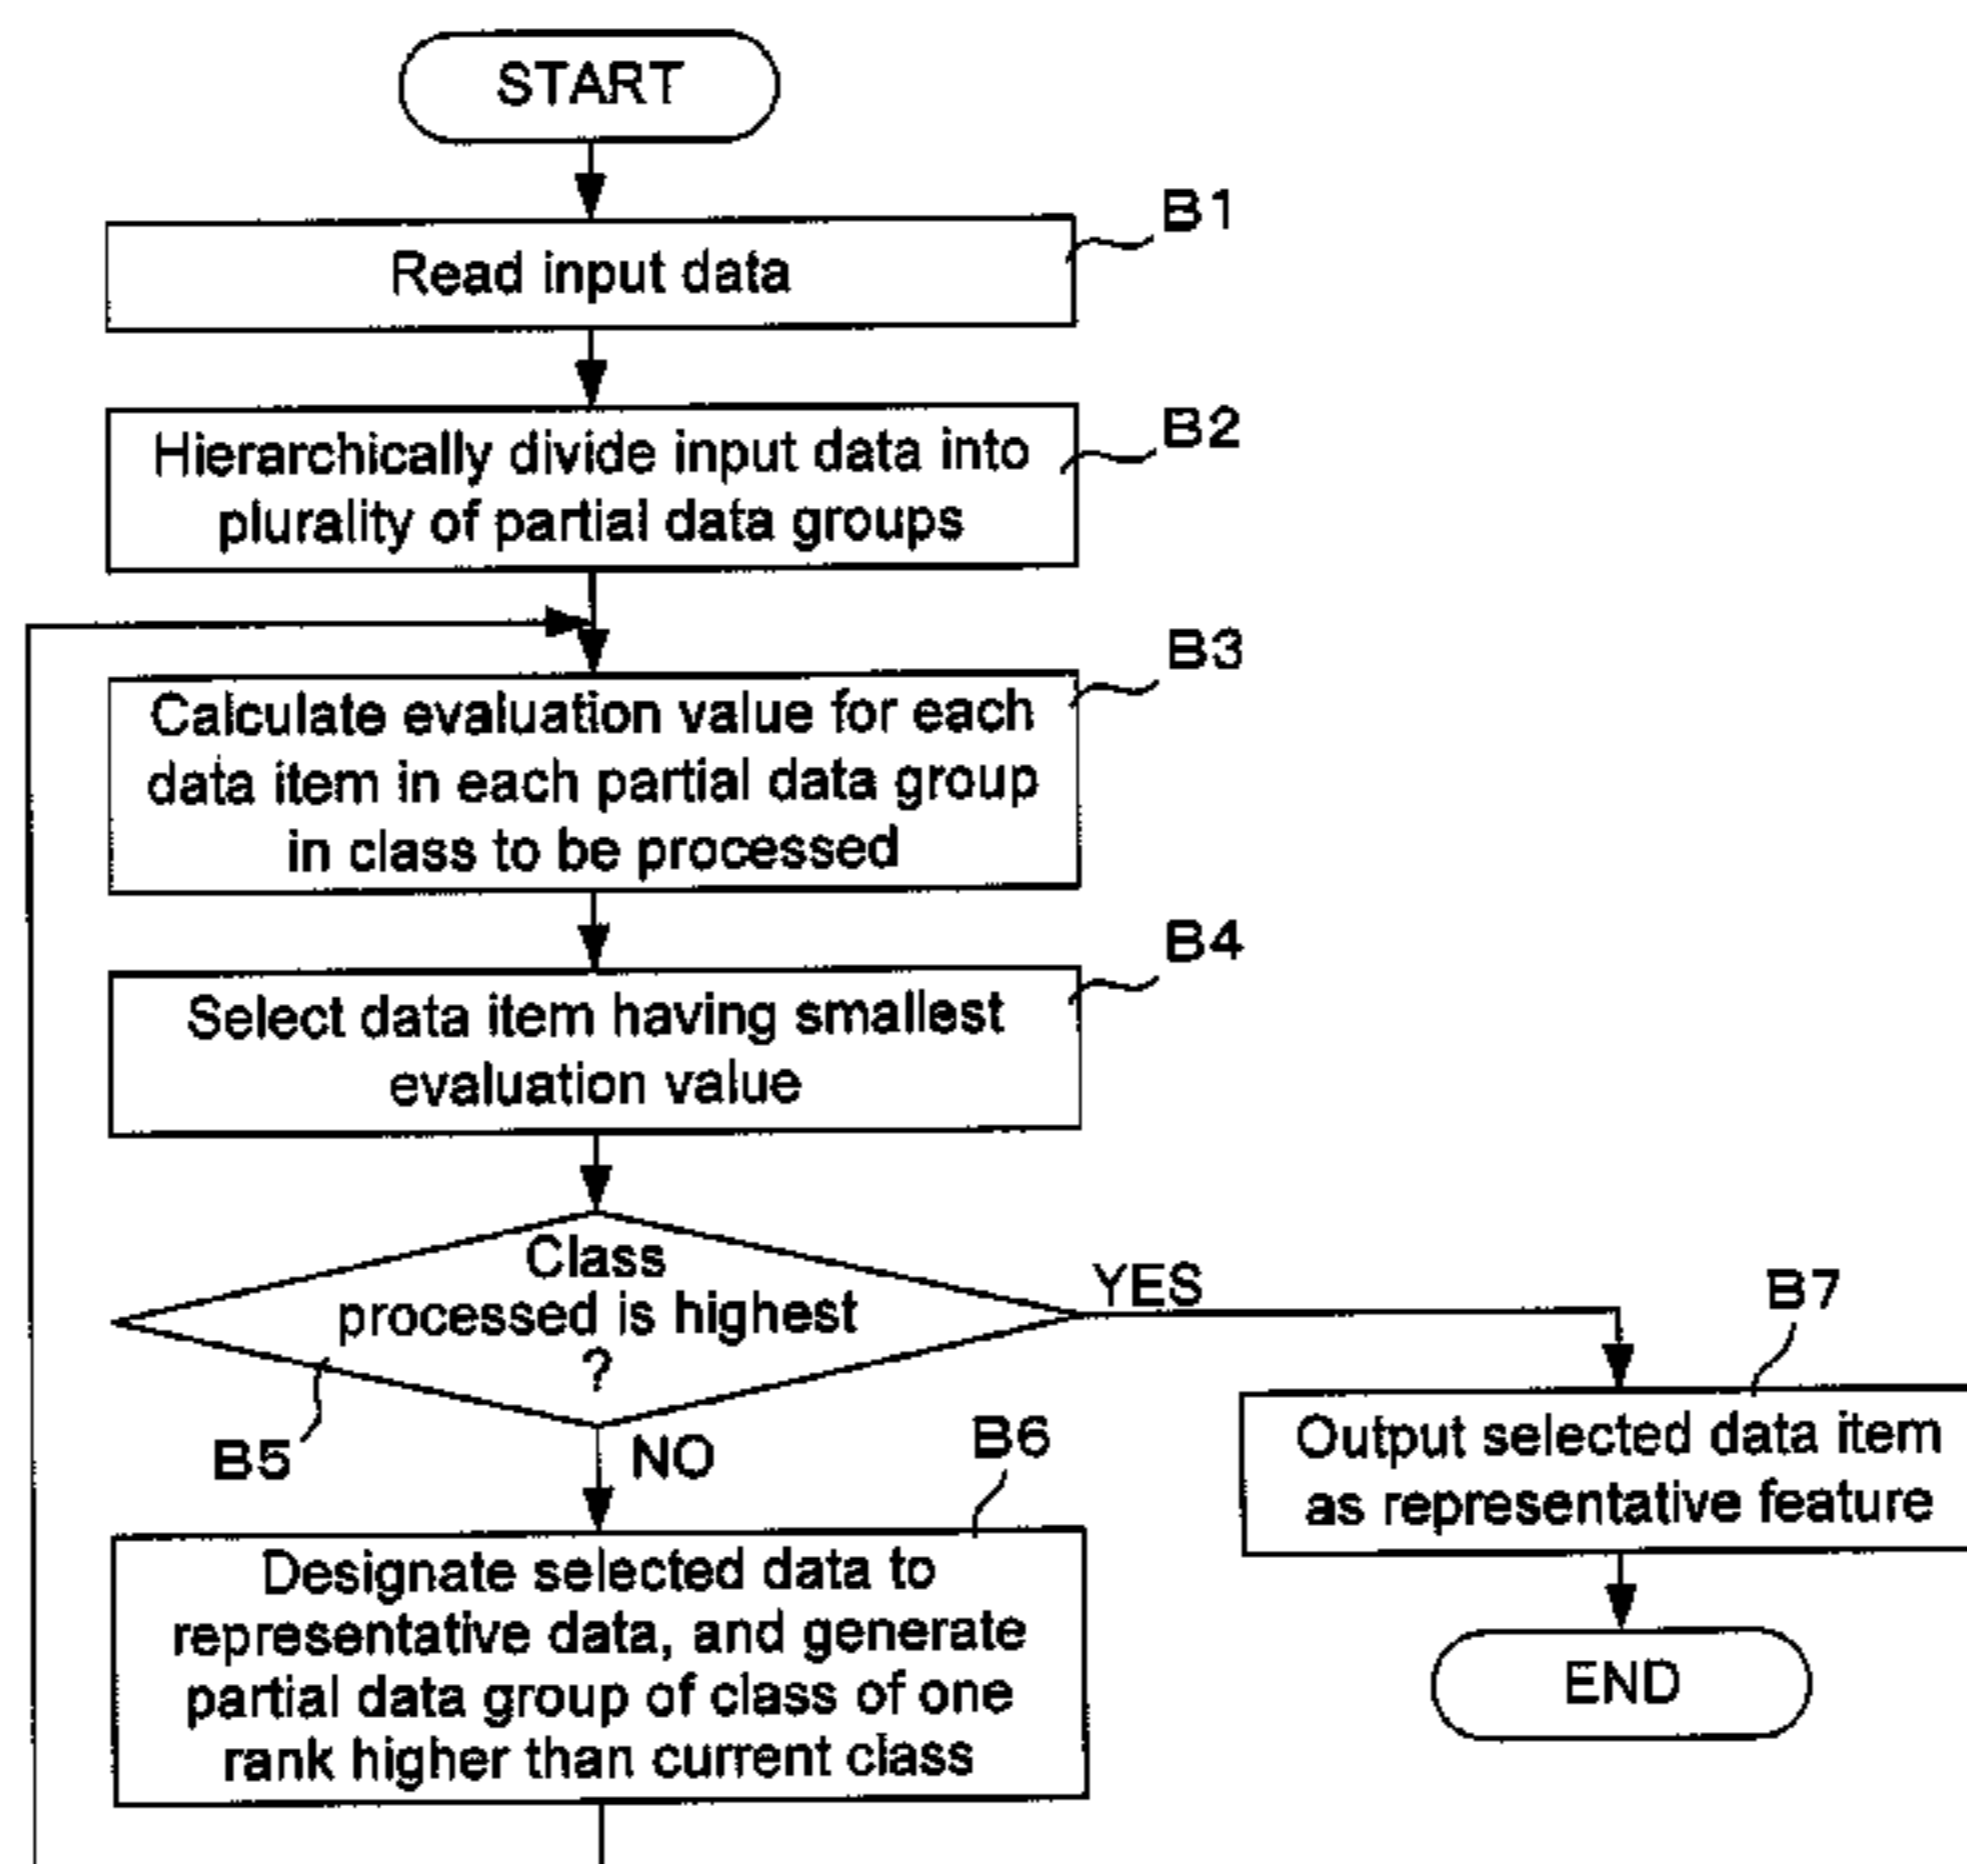 START
B1
Read input data
B2
Hierarchically divide input data into
plurality of partial data groups
B3
Calculate evaluation value for each
data item in each partial data group
in class to be processed
B4
Select data item having smallest
evaluation value
Class
processed is highest
?
YES
B5
NO
B7
Output selected data item
as representative feature
B6
Designate selected data to
representative data, and generate
partial data group of class of one
rank higher than current class
END